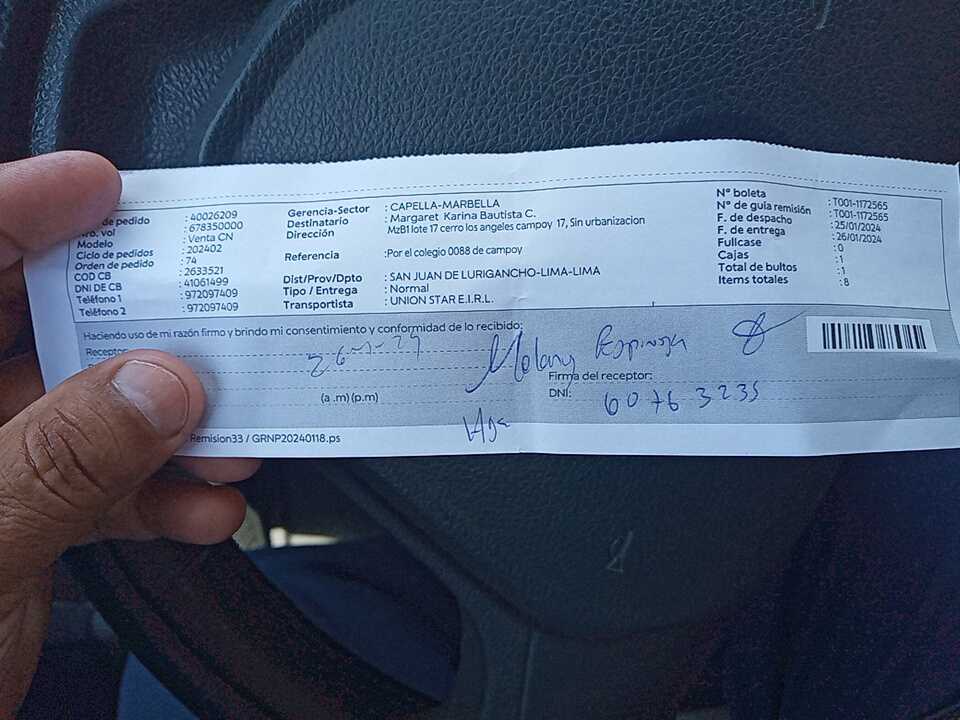 de pedido : 40026209
Nro. vol : 678350000
Modelo : Venta CN
Ciclo de pedidos : 202402
Orden de pedido : 74
COD CB : 2633521
DNI DE CB : 41061499
Teléfono 1 : 972097409
Teléfono 2 : 972097409
Gerencia-Sector : CAPELLA-MARBELLA
Destinatario : Margaret Karina Bautista C.
Dirección : MzB1 lote 17 cerro los angeles campoy 17, Sin urbanizacion
Referencia :Por el colegio 0088 de campoy
Dist/Prov/Dpto : SAN JUAN DE LURIGANCHO-LIMA-LIMA
Tipo / Entrega : Normal
Transportista : UNION STAR E.I.R.L.
N° boleta
N° de guia remisión : T001-1172565
F. de despacho : T001-1172565
F. de entrega : 25/01/2024
Fullcase : 26/01/2024
Cajas :0
Total de bultos :1
Items totales :1
:8
Haciendo uso de mi razón firmo y brindo mi consentimiento y conformidad de lo recibido:
Receptor
26-1-24 Melany Espinoza
(a .m) (p.m)
Firma del receptor:
DNI: 60763235
Hija
Remision33 / GRNP20240118.ps